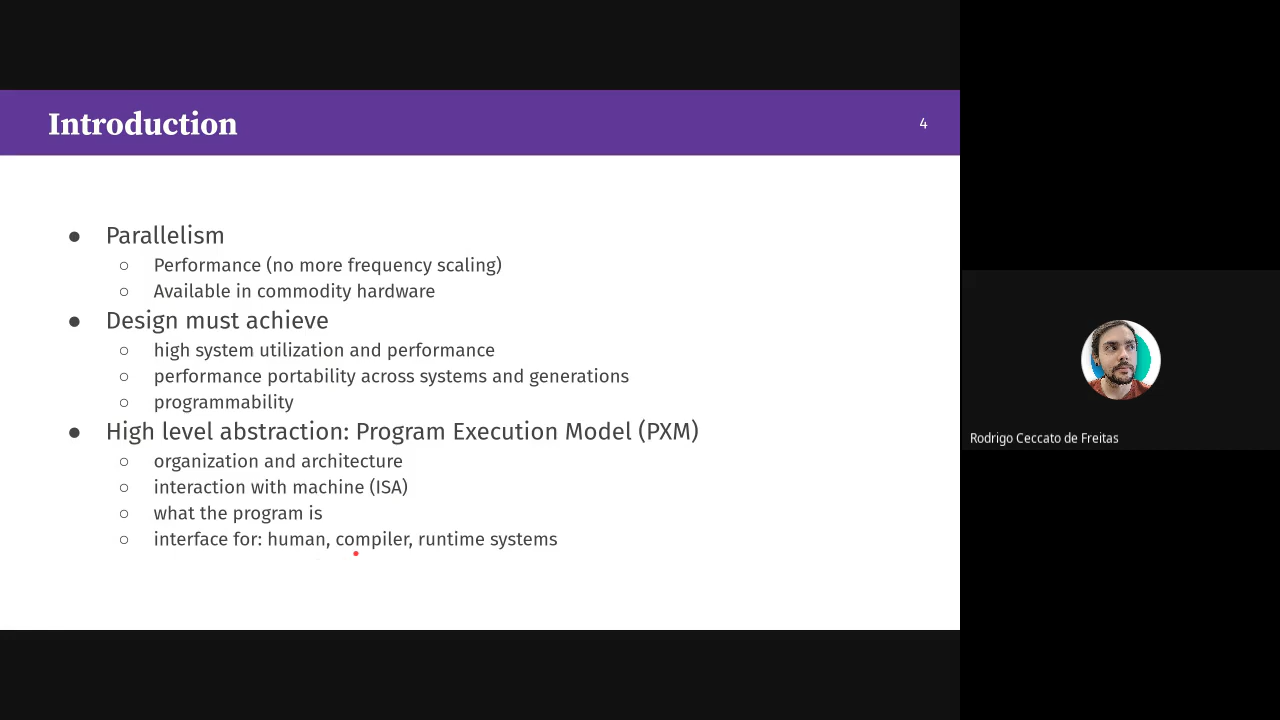 Introduction
4
● Parallelism
○ Performance (no more frequency scaling)
○ Available in commodity hardware
● Design must achieve
○ high system utilization and performance
○ performance portability across systems and generations
○ programmability
● High level abstraction: Program Execution Model (PXM)
○ organization and architecture
○ interaction with machine (ISA)
○ what the program is
○ interface for: human, compiler, runtime systems
Rodrigo Ceccato de Freitas